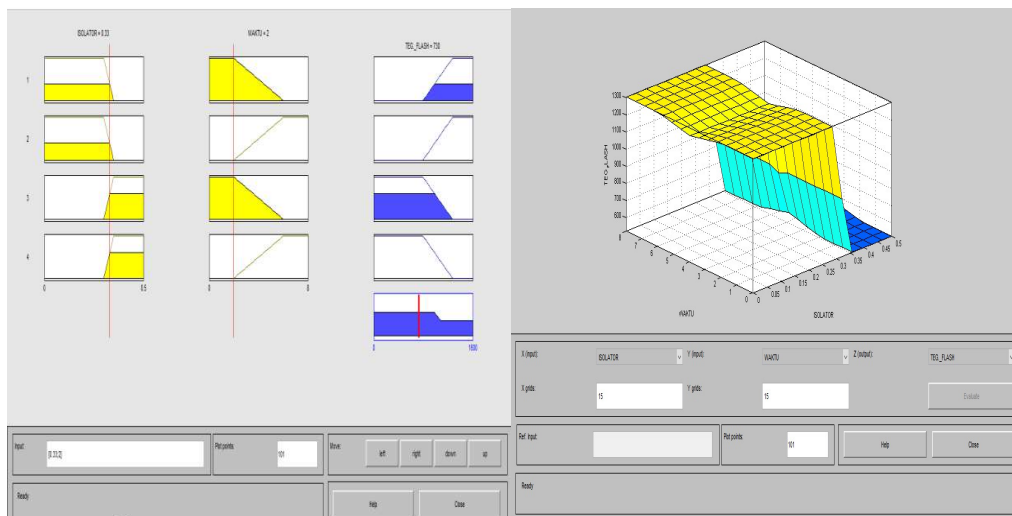 ISOLATOR = 0.33
WAKTU = 2
TEG_FLASH = 730
1
2
3
4
0
0.5
0
8
0
1600
Input:
[0.33;2]
Plot points:
101
Move:
left
right
down
up
Ready
Help
Close
1300
1200
1100
1000
900
800
700
600
TEG_FLASH
8
7
6
5
4
3
2
1
0
WAKTU
0
0.05
0.1
0.15
0.2
0.25
0.3
0.35
0.4
0.45
0.5
ISOLATOR
X (input):
ISOLATOR
Y (input):
WAKTU
Z (output):
TEG_FLASH
X grids:
15
Y grids:
15
Evaluate
Ref. Input:
Plot points:
101
Help
Close
Ready